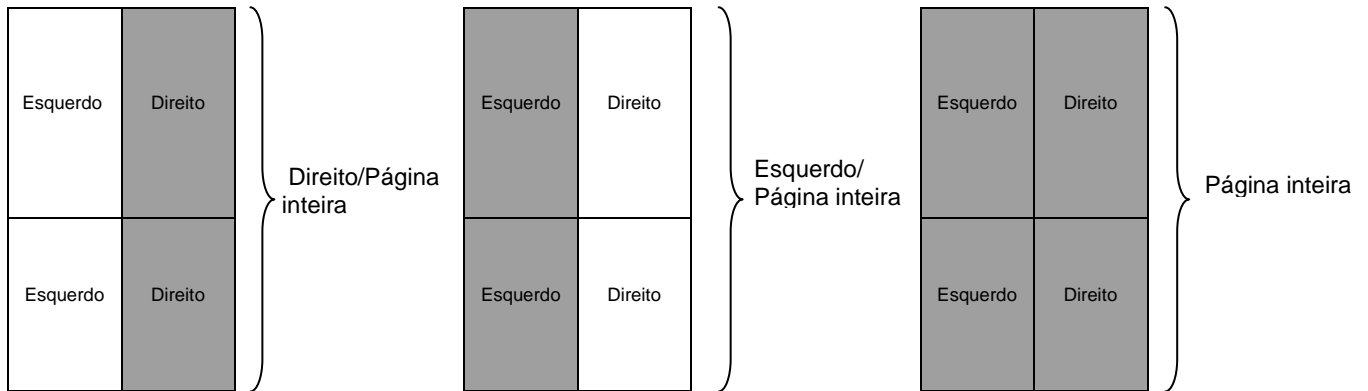 Esquerdo Direito
Esquerdo Direito
Direito/Página
inteira
Esquerdo Direito
Esquerdo Direito
Esquerdo/
Página inteira
Esquerdo Direito
Esquerdo Direito
Página inteira